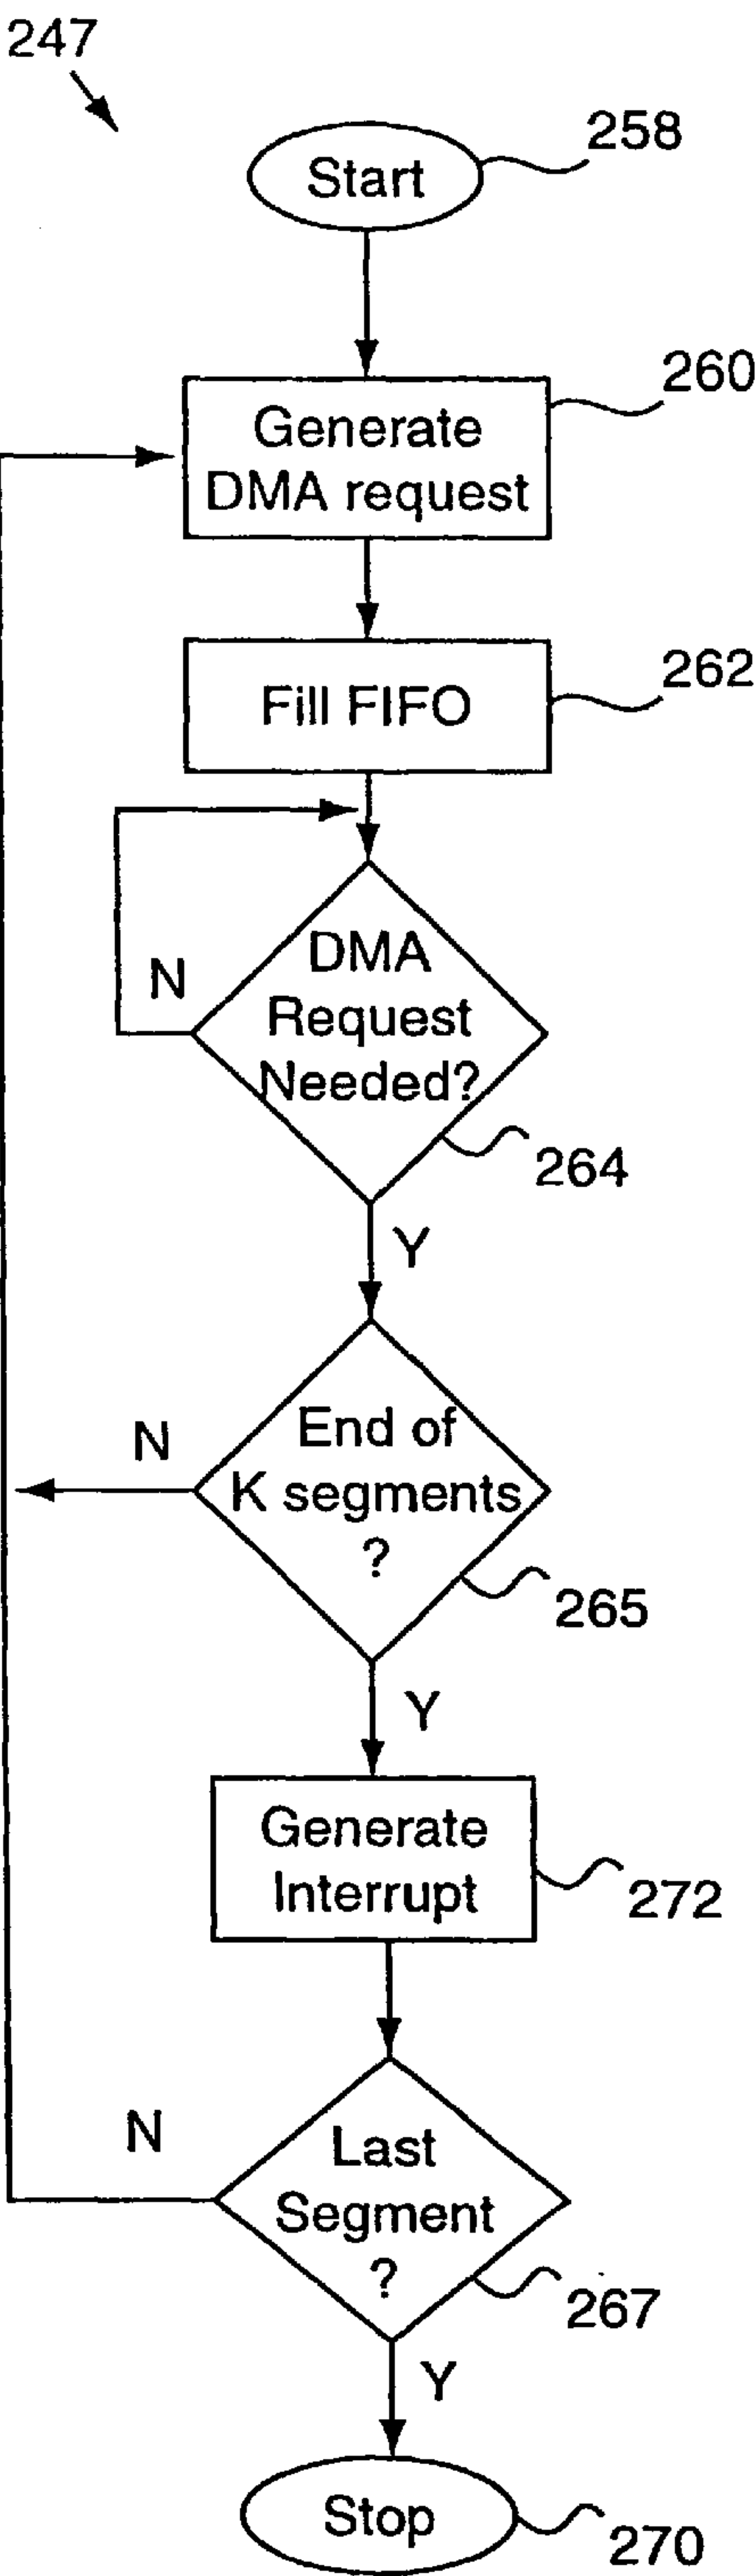 247
Start
258
Generate
DMA request
260
Fill FIFO
262
DMA
Request
Needed?
N
264
Y
End of
K segments
?
N
265
Y
Generate
Interrupt
272
Last
Segment
?
N
267
Y
Stop
270